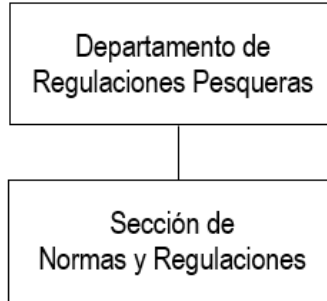 Departamento de
Regulaciones Pesqueras
Sección de
Normas y Regulaciones